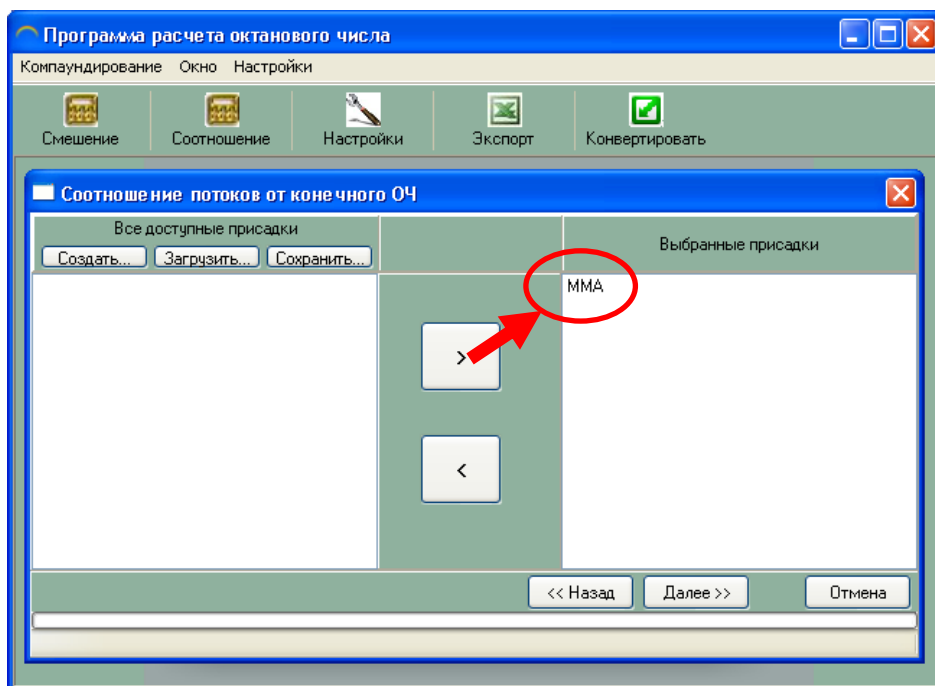 Программа расчета октанового числа
Компаундирование Окно Настройки
Смешение Соотношение Настройки Экспорт Конвертировать
Соотношение потоков от конечного ОЧ
Все доступные присадки
Создать... Загрузить... Сохранить...
Выбранные присадки
ММА
>
<
<< Назад Далее >> Отмена